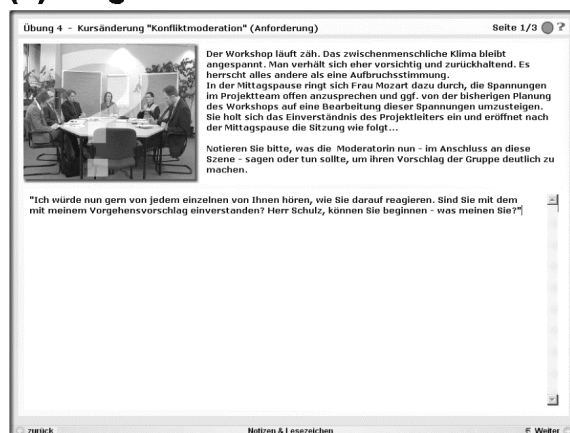 Übung 4 - Kursänderung "Konfliktmoderation" (Anforderung)
Seite 1/3 ?
Der Workshop läuft zäh. Das zwischenmenschliche Klima bleibt
angespannt. Man verhält sich eher vorsichtig und zurückhaltend. Es
herrscht alles andere als eine Aufbruchsstimmung.
In der Mittagspause ringt sich Frau Mozart dazu durch, die Spannungen
im Projektteam offen anzusprechen und ggf. von der bisherigen Planung
des Workshops auf eine Bearbeitung dieser Spannungen umzusteigen.
Sie holt sich das Einverständnis des Projektleiters ein und eröffnet nach
der Mittagspause die Sitzung wie folgt...
Notieren Sie bitte, was die Moderatorin nun - im Anschluss an diese
Szene - sagen oder tun sollte, um ihren Vorschlag der Gruppe deutlich zu
machen.
"Ich würde nun gern von jedem einzelnen von Ihnen hören, wie Sie darauf reagieren. Sind Sie mit dem
mit meinem Vorgehensvorschlag einverstanden? Herr Schulz, können Sie beginnen - was meinen Sie?"
zurück
Notizen & Lesezeichen
Weiter